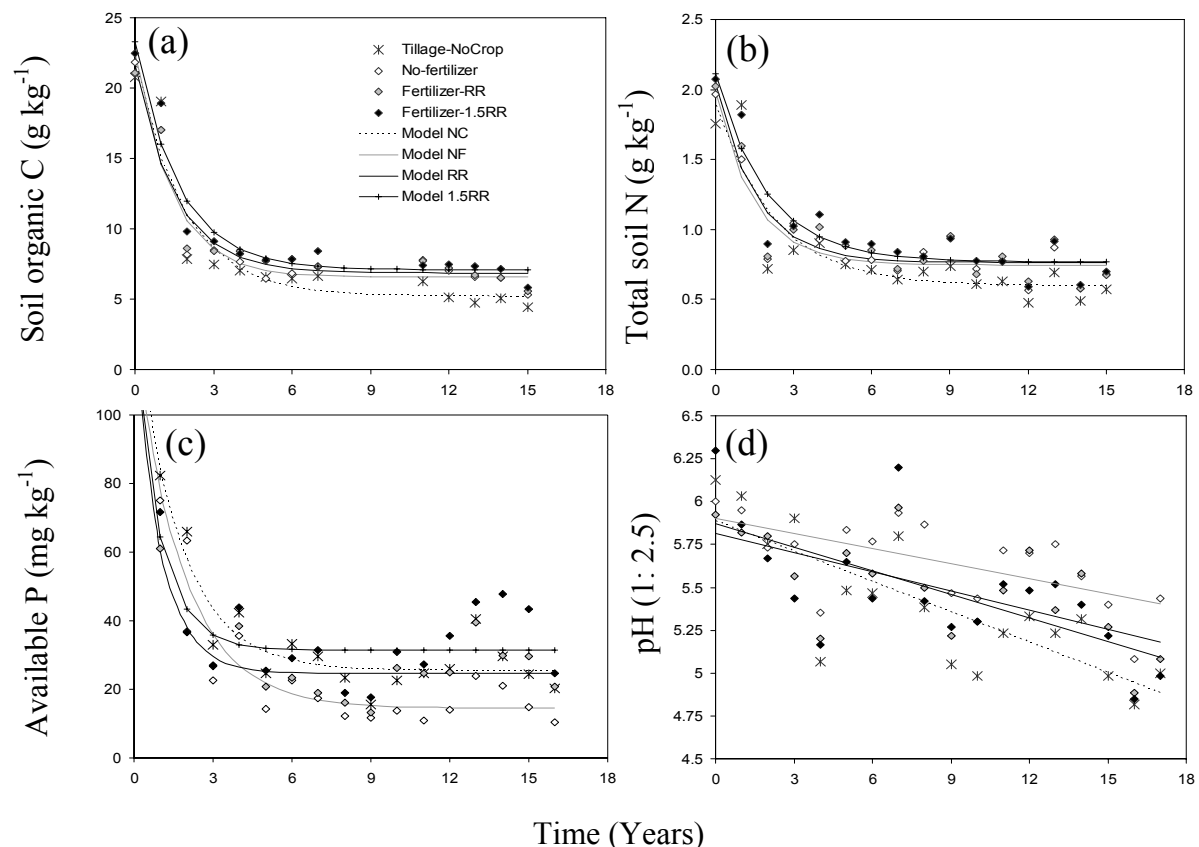 (a)
Soil organic C (g kg-1)
25
20
15
10
5
0
0 3 6 9 12 15 18
Tillage-NoCrop
No-fertilizer
Fertilizer-RR
Fertilizer-1.5RR
Model NC
Model NF
Model RR
Model 1.5RR
(b)
Total soil N (g kg-1)
2.5
2.0
1.5
1.0
0.5
0.0
0 3 6 9 12 15 18
(c)
Available P (mg kg-1)
100
80
60
40
20
0
0 3 6 9 12 15 18
(d)
pH (1: 2.5)
6.5
6.25
6
5.75
5.5
5.25
5
4.75
4.5
0 3 6 9 12 15 18
Time (Years)